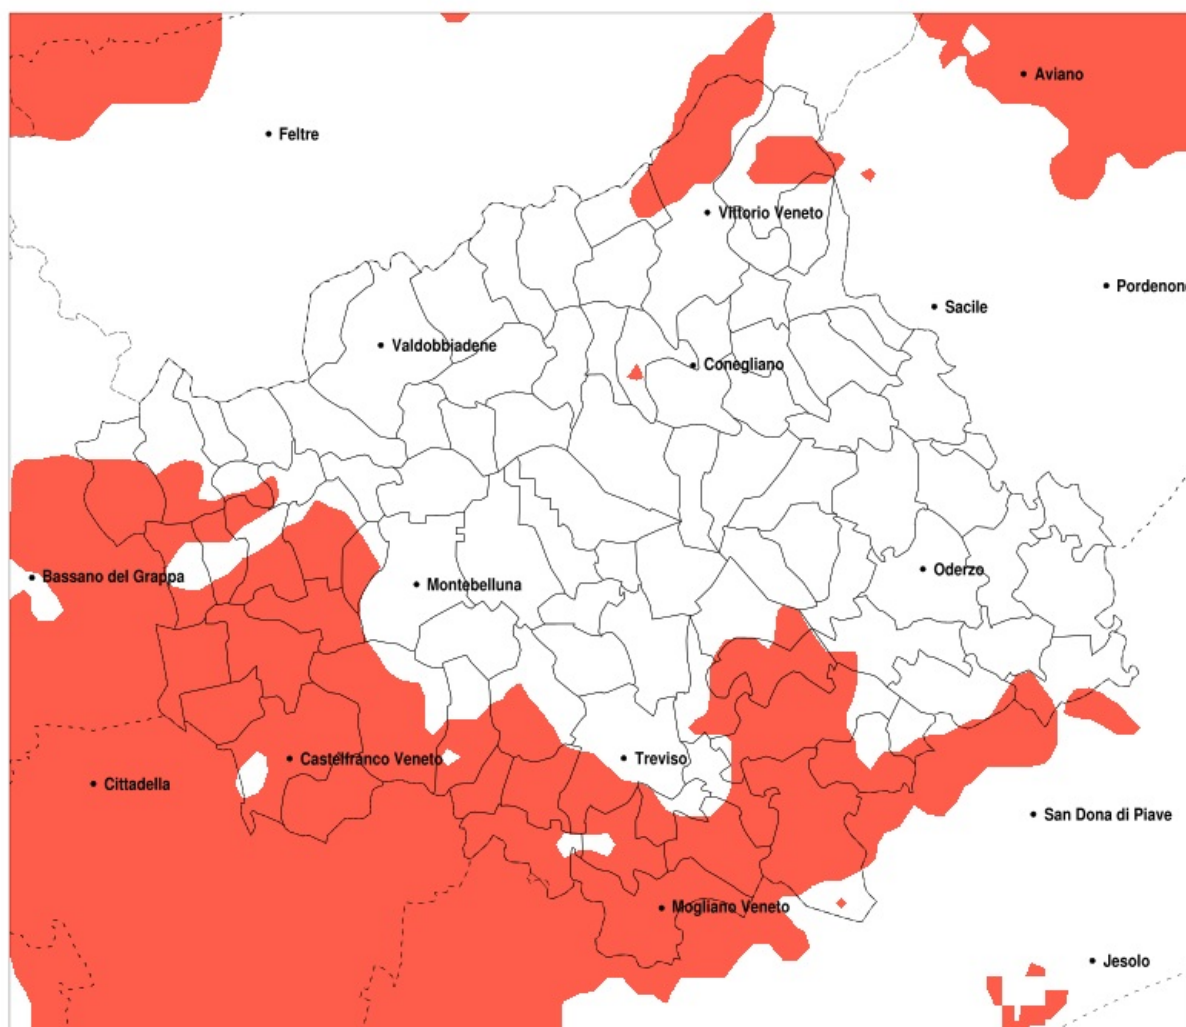 Aviano
Feltre
Vittorio Veneto
Pordenon
Sacile
Valdobbiadene
Conegliano
Oderzo
Bassano del Grappa
Montebelluna
Castelfranco Veneto
Treviso
Cittadella
San Dona di Piave
Mogliano Veneto
Jesolo